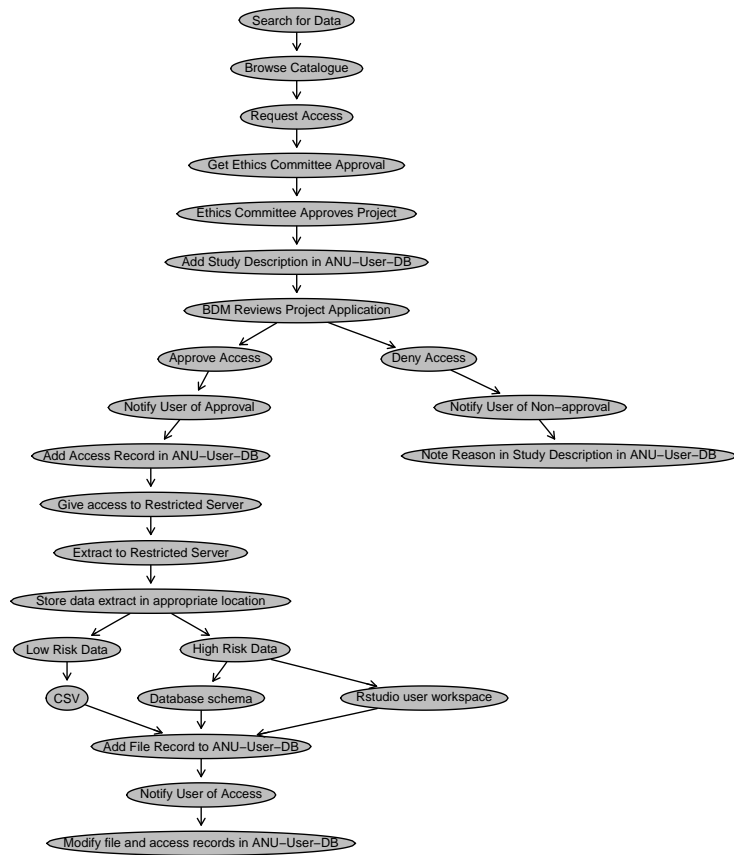 Search for Data
Browse Catalogue
Request Access
Get Ethics Committee Approval
Ethics Committee Approves Project
Add Study Description in ANU−User−DB
BDM Reviews Project Application
Approve Access
Deny Access
Notify User of Approval
Notify User of Non−approval
Add Access Record in ANU−User−DB
Note Reason in Study Description in ANU−User−DB
Give access to Restricted Server
Extract to Restricted Server
Store data extract in appropriate location
Low Risk Data
High Risk Data
CSV
Database schema
Rstudio user workspace
Add File Record to ANU−User−DB
Notify User of Access
Modify file and access records in ANU−User−DB